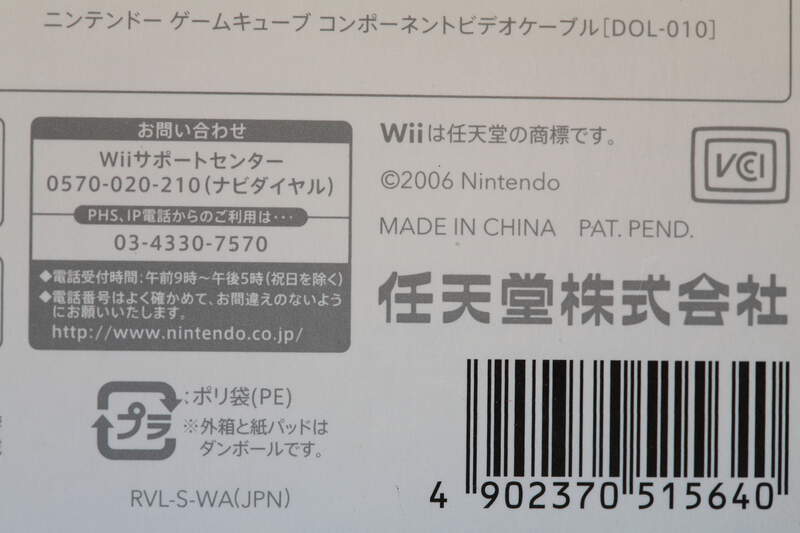 ニンテンドー ゲームキューブ コンポーネントビデオケーブル[DOL-010]
お問い合わせ
Wiiサポートセンター
0570-020-210(ナビダイヤル)
PHS、IP電話からのご利用は・・・
03-4330-7570
◆電話受付時間:午前9時〜午後5時(祝日を除く)
◆電話番号はよく確かめて、お間違えのないよう
にお願いいたします。
http://www.nintendo.co.jp/
Wiiは任天堂の商標です。
©2006 Nintendo
VCCI
MADE IN CHINA PAT. PEND.
任天堂株式会社
プラ
:ポリ袋(PE)
※外箱と紙パッドは
ダンボールです。
RVL-S-WA(JPN)
4 902370 515640